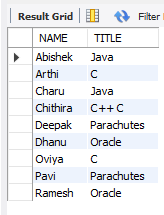 Result Grid Filter
NAME TITLE
Abishek Java
Arthi C
Charu Java
Chithira C++ C
Deepak Parachutes
Dhanu Oracle
Oviya C
Pavi Parachutes
Ramesh Oracle